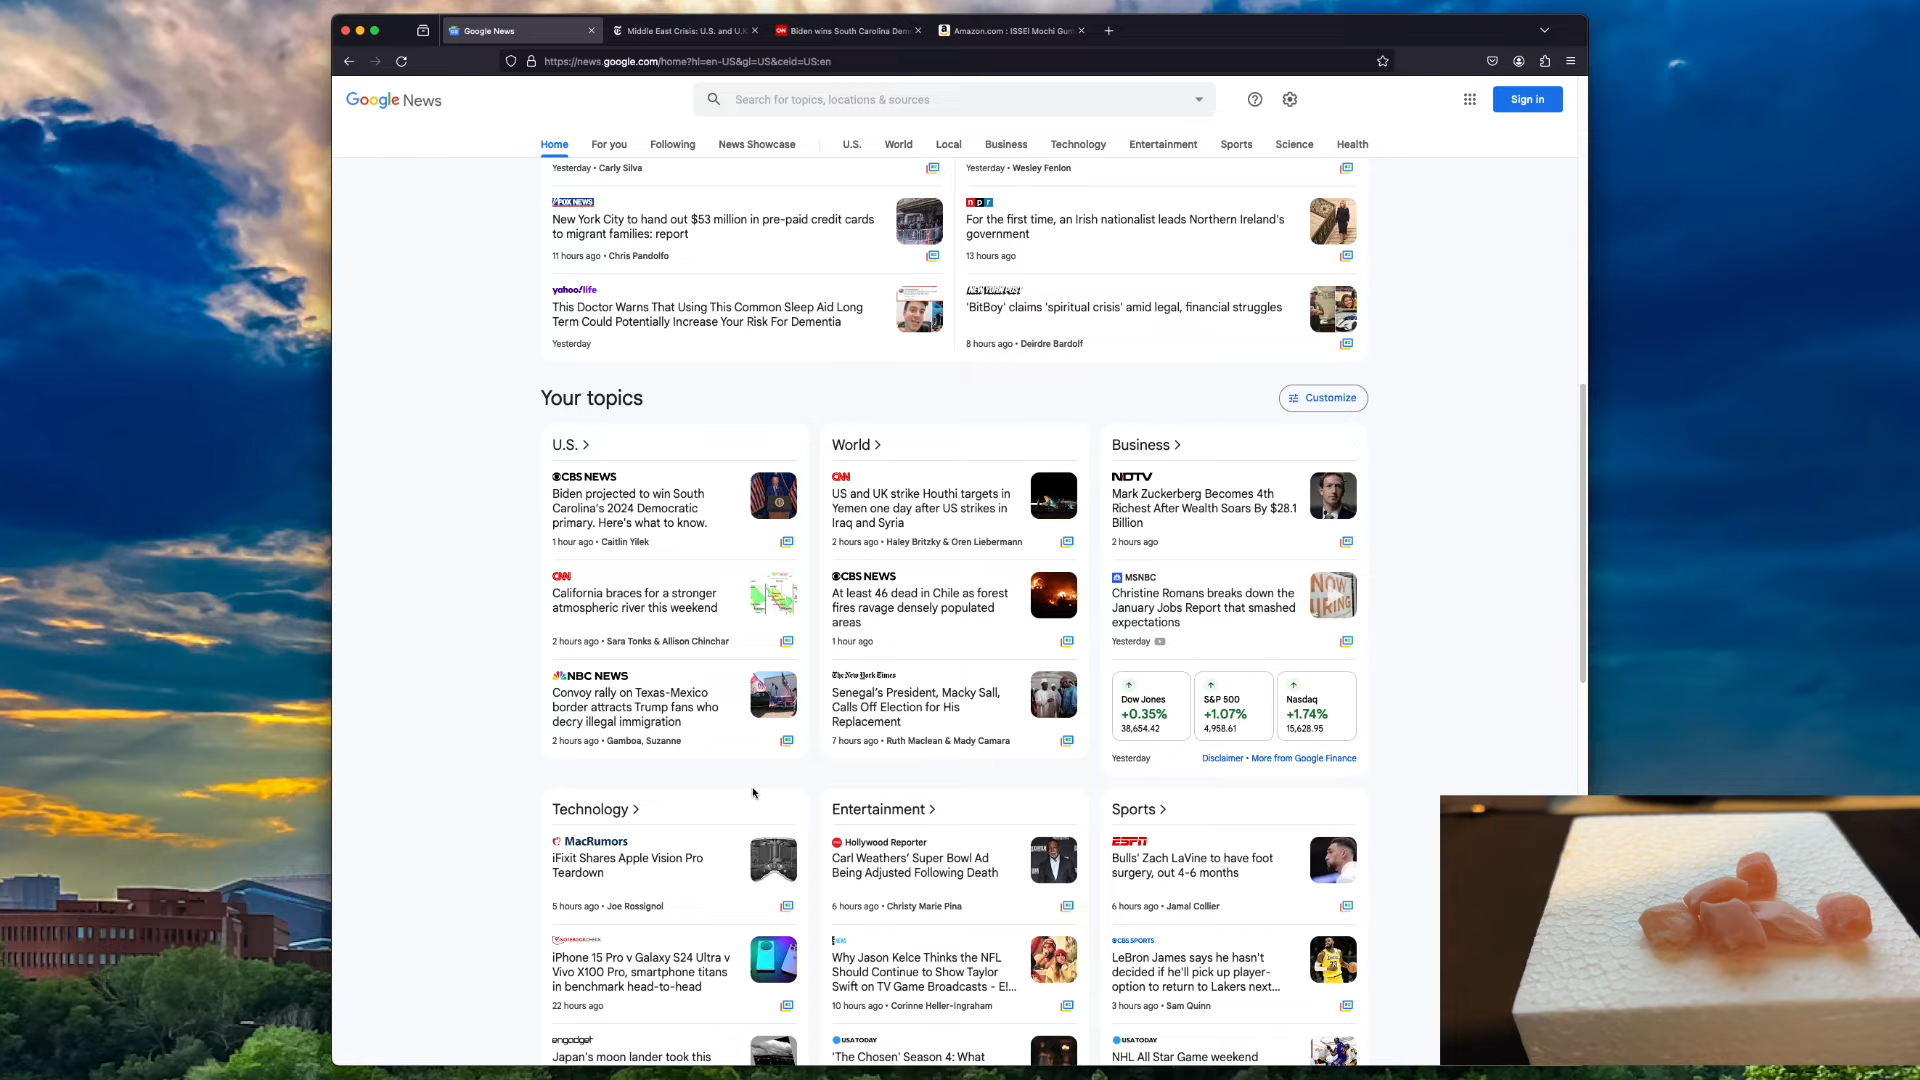 Google News
Middle East Crisis: U.S. and U.K
Biden wins South Carolina Dem
Amazon.com : ISSEI Mochi Gum
https://news.google.com/home?hl=en-US&gl=US&ceid=US:en
Google News
Search for topics, locations & sources
Sign in
Home
For you
Following
News Showcase
U.S.
World
Local
Business
Technology
Entertainment
Sports
Science
Health
Yesterday • Carly Silva
Yesterday • Wesley Fenlon
FOX NEWS
New York City to hand out $53 million in pre-paid credit cards
to migrant families: report
11 hours ago • Chris Pandolfo
npr
For the first time, an Irish nationalist leads Northern Ireland's
government
13 hours ago
yahoo!life
This Doctor Warns That Using This Common Sleep Aid Long
Term Could Potentially Increase Your Risk For Dementia
Yesterday
NEW YORK POST
'BitBoy' claims 'spiritual crisis' amid legal, financial struggles
8 hours ago • Deirdre Bardolf
Your topics
Customize
U.S. >
CBS NEWS
Biden projected to win South
Carolina's 2024 Democratic
primary. Here's what to know.
1 hour ago • Caitlin Yilek
CNN
California braces for a stronger
atmospheric river this weekend
2 hours ago • Sara Tonks & Allison Chinchar
NBC NEWS
Convoy rally on Texas-Mexico
border attracts Trump fans who
decry illegal immigration
2 hours ago • Gamboa, Suzanne
World >
CNN
US and UK strike Houthi targets in
Yemen one day after US strikes in
Iraq and Syria
2 hours ago • Haley Britzky & Oren Liebermann
CBS NEWS
At least 46 dead in Chile as forest
fires ravage densely populated
areas
1 hour ago
The New York Times
Senegal's President, Macky Sall,
Calls Off Election for His
Replacement
7 hours ago • Ruth Maclean & Mady Camara
Business >
NDTV
Mark Zuckerberg Becomes 4th
Richest After Wealth Soars By $28.1
Billion
2 hours ago
MSNBC
Christine Romans breaks down the
January Jobs Report that smashed
expectations
Yesterday
NOW
HIRING
Dow Jones
+0.35%
38,654.42
S&P 500
+1.07%
4,958.61
Nasdaq
+1.74%
15,628.95
Yesterday
Disclaimer • More from Google Finance
Technology >
MacRumors
iFixit Shares Apple Vision Pro
Teardown
5 hours ago • Joe Rossignol
NOTEBOOKCHECK
iPhone 15 Pro v Galaxy S24 Ultra v
Vivo X100 Pro, smartphone titans
in benchmark head-to-head
22 hours ago
engadget
Japan's moon lander took this
Entertainment >
Hollywood Reporter
Carl Weathers' Super Bowl Ad
Being Adjusted Following Death
6 hours ago • Christy Marie Pina
E! NEWS
Why Jason Kelce Thinks the NFL
Should Continue to Show Taylor
Swift on TV Game Broadcasts - E!...
10 hours ago • Corinne Heller-Ingraham
USA TODAY
'The Chosen' Season 4: What
Sports >
ESPN
Bulls' Zach LaVine to have foot
surgery, out 4-6 months
6 hours ago • Jamal Collier
CBS SPORTS
LeBron James says he hasn't
decided if he'll pick up player-
option to return to Lakers next...
3 hours ago • Sam Quinn
USA TODAY
NHL All Star Game weekend